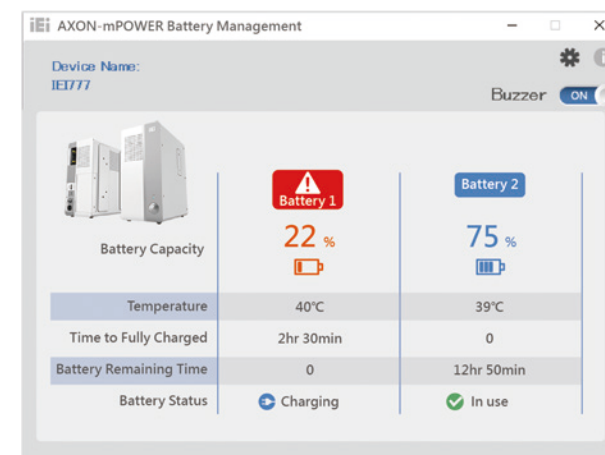 iEi AXON-mPOWER Battery Management
Device Name:
IEI777
Buzzer ON
Battery 1
Battery 2
Battery Capacity 22 % 75 %
Temperature 40℃ 39℃
Time to Fully Charged 2hr 30min 0
Battery Remaining Time 0 12hr 50min
Battery Status Charging In use